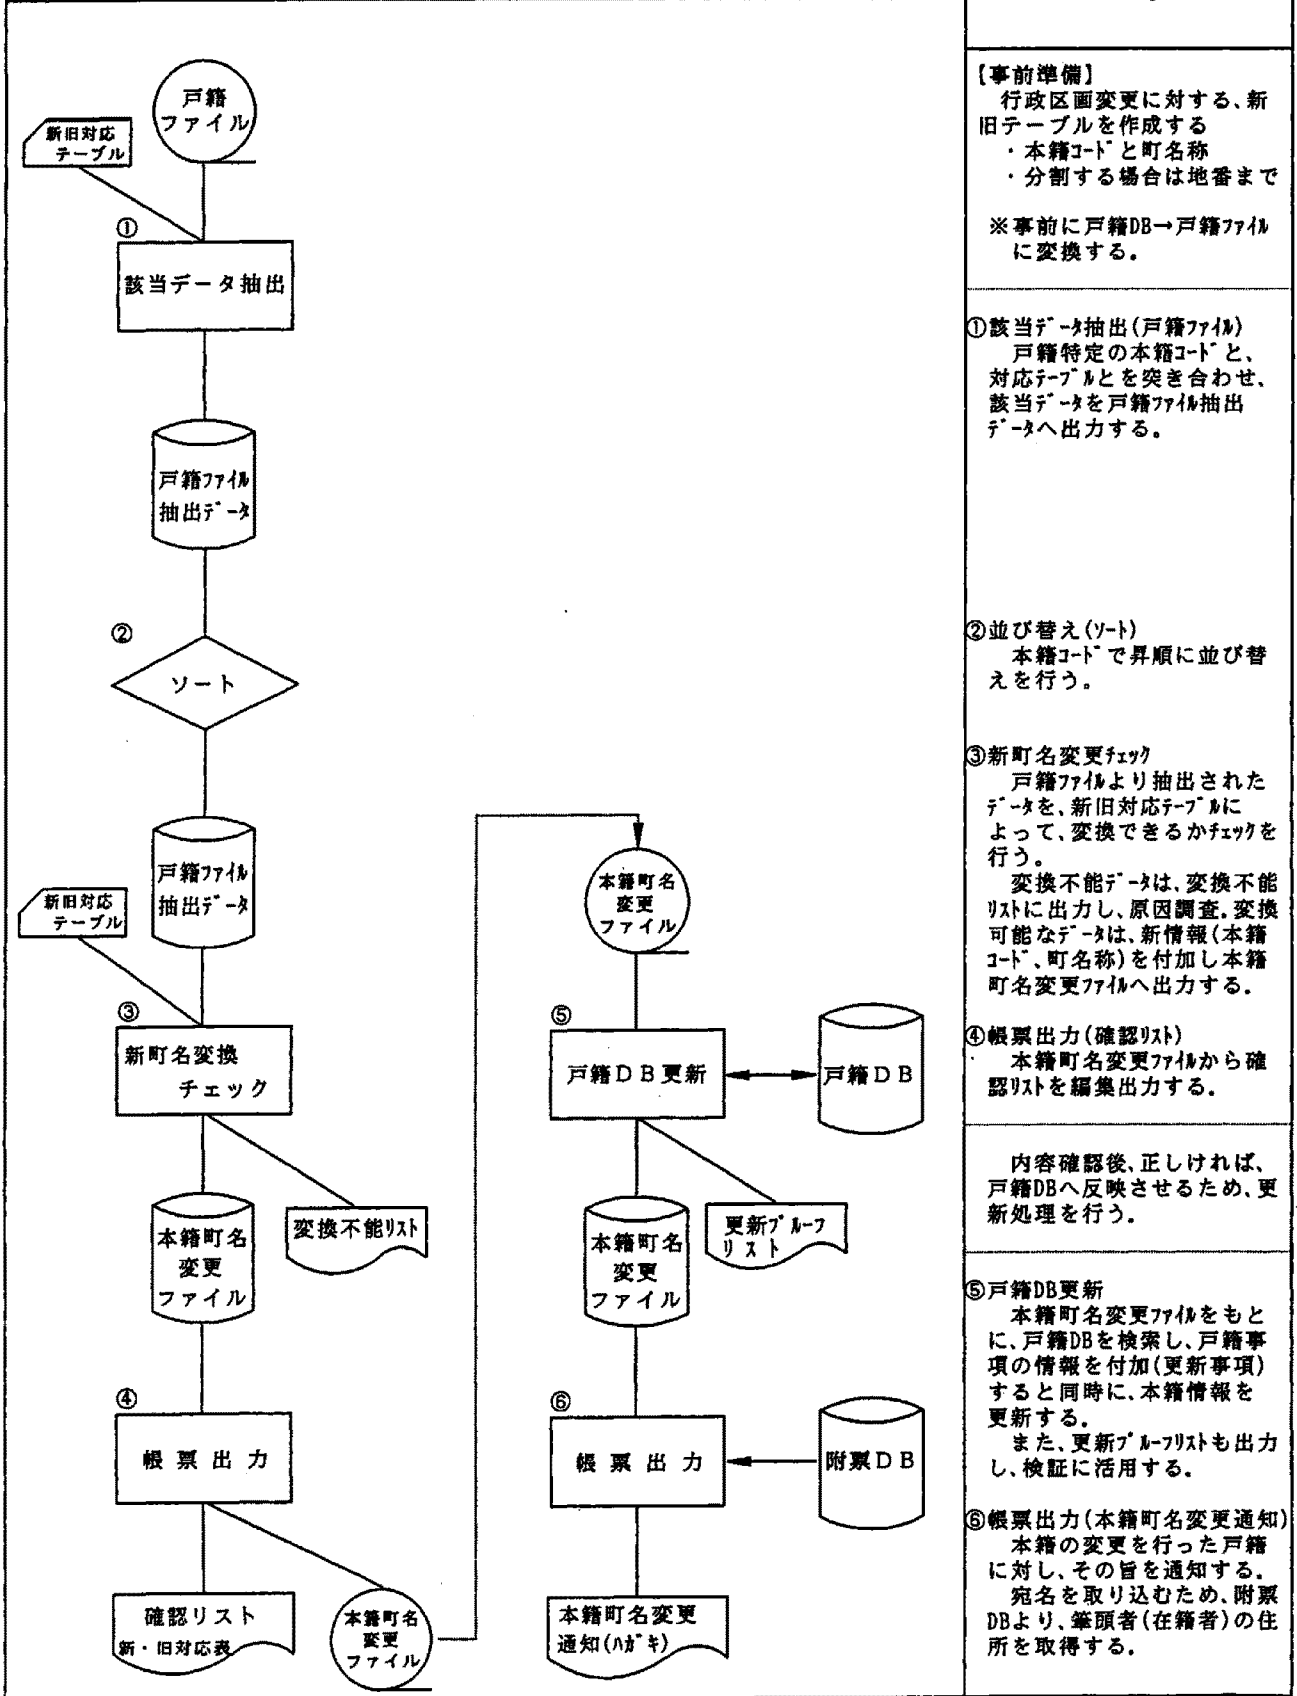 戸籍
ファイル
新旧対応
テーブル
①
該当データ抽出
戸籍ﾌｧｲﾙ
抽出ﾃﾞｰﾀ
②
ソート
戸籍ﾌｧｲﾙ
抽出ﾃﾞｰﾀ
新旧対応
テーブル
③
新町名変換
チェック
変換不能ﾘｽﾄ
本籍町名
変更
ファイル
④
帳票出力
確認リスト
新・旧対応表
本籍町名
変更
ファイル
本籍町名
変更
ファイル
⑤
戸籍ＤＢ更新
戸籍ＤＢ
更新ﾌﾟﾙｰﾌ
リスト
本籍町名
変更
ファイル
⑥
帳票出力
附票ＤＢ
本籍町名変更
通知(ﾊｶﾞｷ)
【事前準備】
行政区画変更に対する、新
旧テーブルを作成する
・本籍ｺｰﾄﾞと町名称
・分割する場合は地番まで
※事前に戸籍DB→戸籍ﾌｧｲﾙ
に変換する。
①該当ﾃﾞｰﾀ抽出(戸籍ﾌｧｲﾙ)
戸籍特定の本籍ｺｰﾄﾞと、
対応ﾃｰﾌﾞﾙとを突き合わせ、
該当ﾃﾞｰﾀを戸籍ﾌｧｲﾙ抽出
ﾃﾞｰﾀへ出力する。
②並び替え(ｿｰﾄ)
本籍ｺｰﾄﾞで昇順に並び替
えを行う。
③新町名変更ﾁｪｯｸ
戸籍ﾌｧｲﾙより抽出された
ﾃﾞｰﾀを、新旧対応ﾃｰﾌﾞﾙに
よって、変換できるかﾁｪｯｸを
行う。
変換不能ﾃﾞｰﾀは、変換不能
ﾘｽﾄに出力し、原因調査。変換
可能なﾃﾞｰﾀは、新情報(本籍
ｺｰﾄﾞ、町名称)を付加し本籍
町名変更ﾌｧｲﾙへ出力する。
④帳票出力(確認ﾘｽﾄ)
本籍町名変更ﾌｧｲﾙから確
認ﾘｽﾄを編集出力する。
内容確認後、正しければ、
戸籍DBへ反映させるため、更
新処理を行う。
⑤戸籍DB更新
本籍町名変更ﾌｧｲﾙをもと
に、戸籍DBを検索し、戸籍事
項の情報を付加(更新事項)
すると同時に、本籍情報を
更新する。
また、更新ﾌﾟﾙｰﾌﾘｽﾄも出力
し、検証に活用する。
⑥帳票出力(本籍町名変更通知)
本籍の変更を行った戸籍
に対し、その旨を通知する。
宛名を取り込むため、附票
DBより、筆頭者(在籍者)の住
所を取得する。